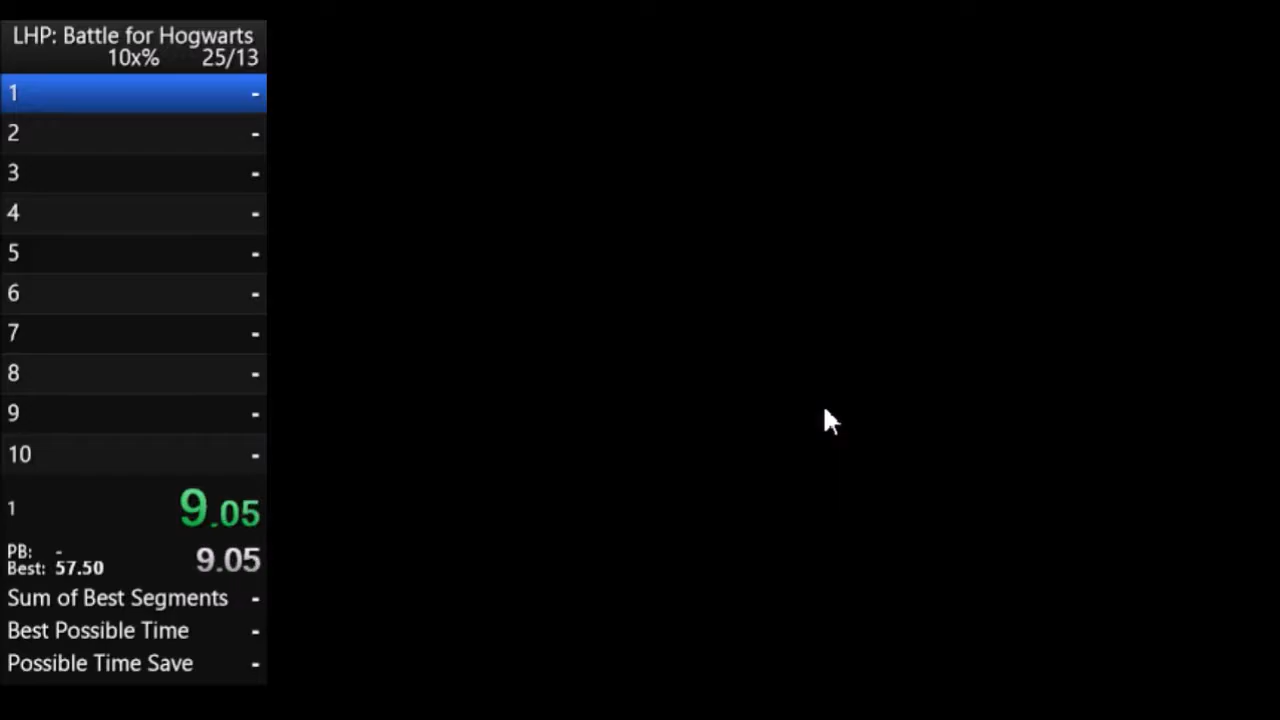 LHP: Battle for Hogwarts
10x% 25/13
1 -
2 -
3 -
4 -
5 -
6 -
7 -
8 -
9 -
10 -
1 9.05
PB: -
Best: 57.50 9.05
Sum of Best Segments -
Best Possible Time -
Possible Time Save -